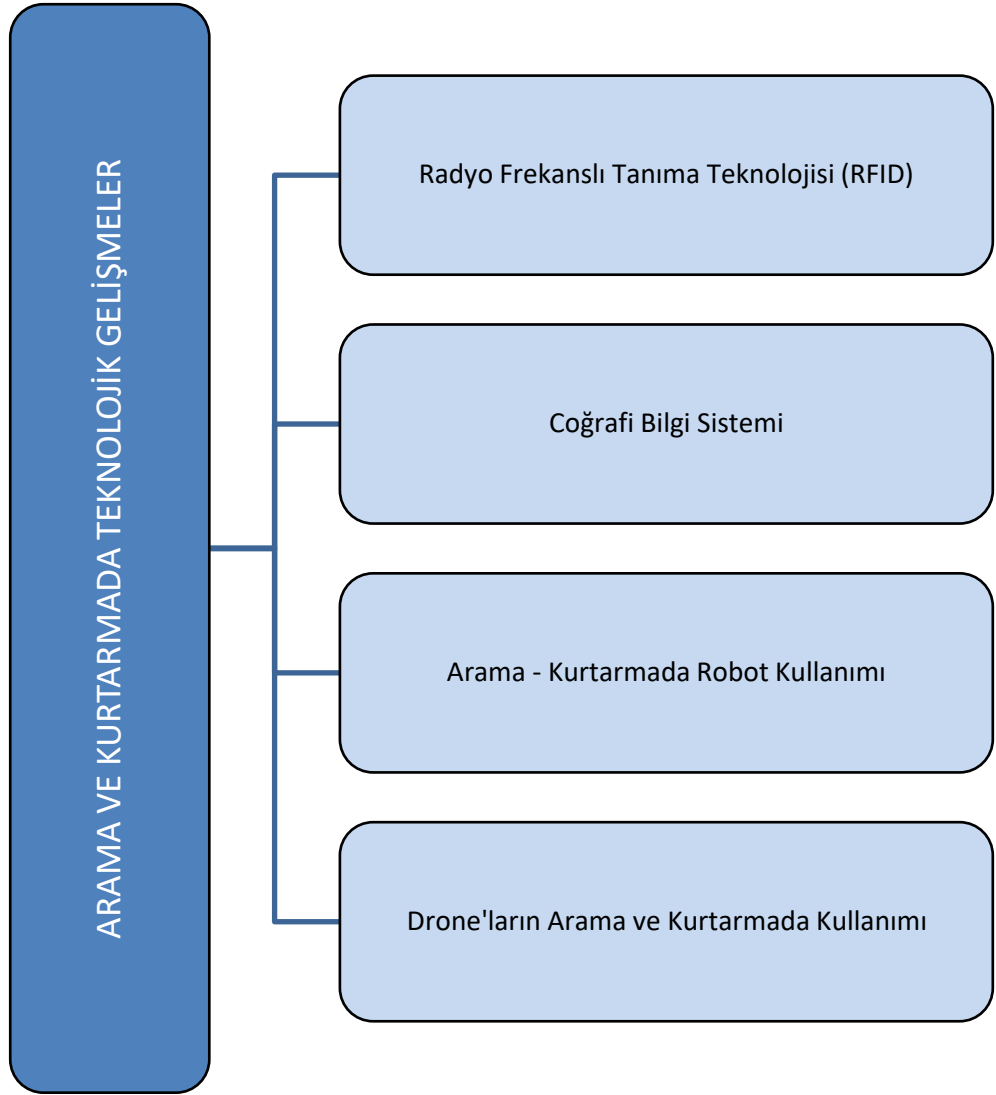 ARAMA VE KURTARMADA TEKNOLOJİK GELİŞMELER
Radyo Frekanslı Tanıma Teknolojisi (RFID)
Coğrafi Bilgi Sistemi
Arama - Kurtarmada Robot Kullanımı
Drone'ların Arama ve Kurtarmada Kullanımı